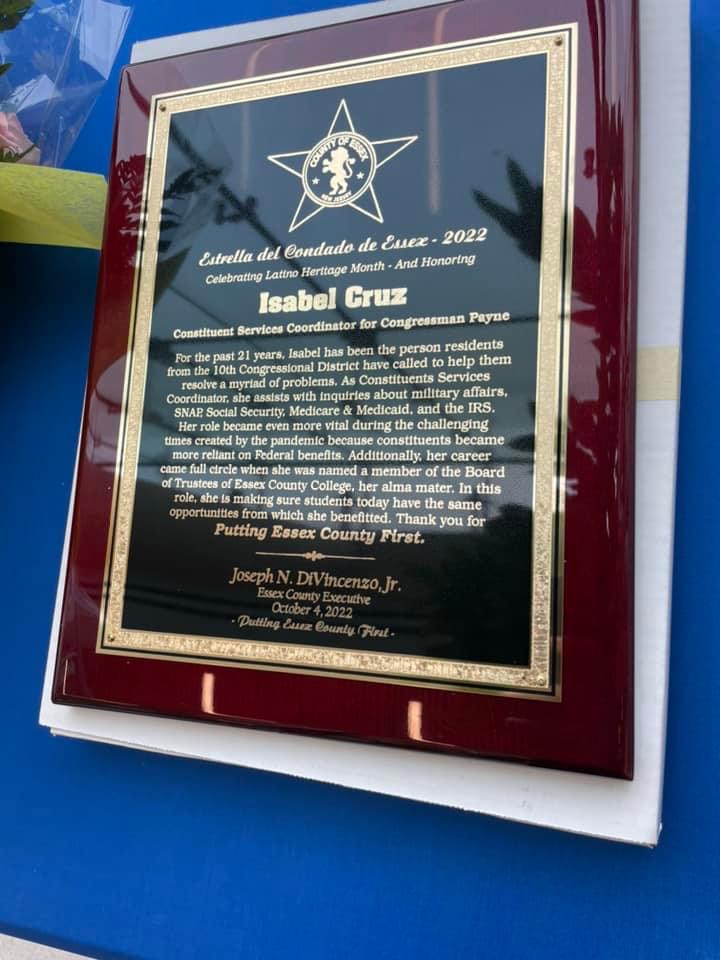 COUNTY OF ESSEX
NEW JERSEY
Estrella del Condado de Essex - 2022
Celebrating Latino Heritage Month - And Honoring
Isabel Cruz
Constituent Services Coordinator for Congressman Payne
For the past 21 years, Isabel has been the person residents
from the 10th Congressional District have called to help them
resolve a myriad of problems. As Constituents Services
Coordinator, she assists with inquiries about military affairs,
SNAP, Social Security, Medicare & Medicaid, and the IRS.
Her role became even more vital during the challenging
times created by the pandemic because constituents became
more reliant on Federal benefits. Additionally, her career
came full circle when she was named a member of the Board
of Trustees of Essex County College, her alma mater. In this
role, she is making sure students today have the same
opportunities from which she benefitted. Thank you for
Putting Essex County First.
Joseph N. DiVincenzo, Jr.
Essex County Executive
October 4, 2022
- Putting Essex County First -